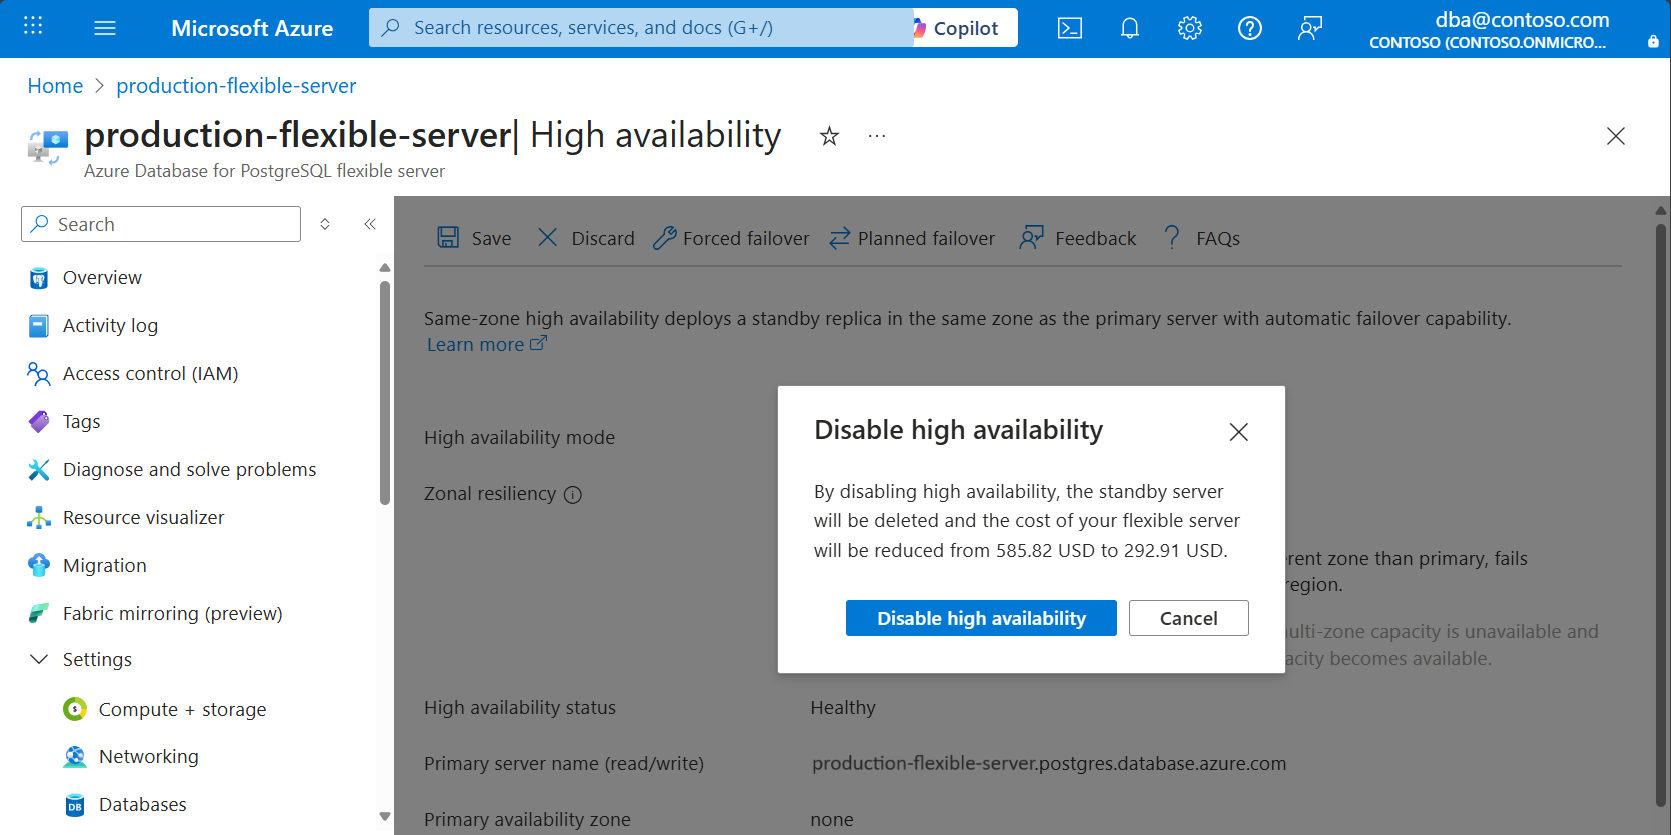 Microsoft Azure
Search resources, services, and docs (G+/)
Copilot
dba@contoso.com
CONTOSO (CONTOSO.ONMICRO...
Home > production-flexible-server
production-flexible-server| High availability
Azure Database for PostgreSQL flexible server
Search
Overview
Activity log
Access control (IAM)
Tags
Diagnose and solve problems
Resource visualizer
Migration
Fabric mirroring (preview)
Settings
Compute + storage
Networking
Databases
Save
Discard
Forced failover
Planned failover
Feedback
FAQs
Same-zone high availability deploys a standby replica in the same zone as the primary server with automatic failover capability.
Learn more
High availability mode
Zonal resiliency
zone than primary, fails
region.
capacity is unavailable and
becomes available.
High availability status
Healthy
Primary server name (read/write)
production-flexible-server.postgres.database.azure.com
Primary availability zone
none
Disable high availability
By disabling high availability, the standby server
will be deleted and the cost of your flexible server
will be reduced from 585.82 USD to 292.91 USD.
Disable high availability
Cancel